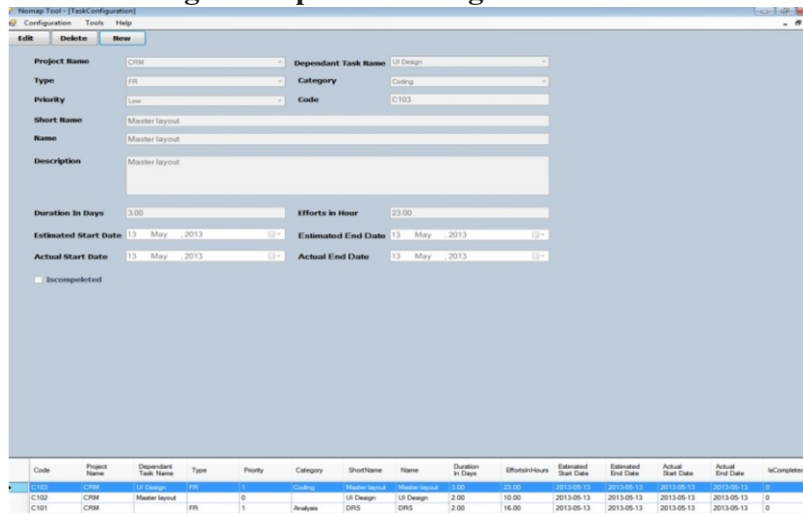 Nomap Tool - [TaskConfiguration]
Configuration Tools Help
Edit Delete New
Project Name CRM Dependant Task Name UI Design
Type FR Category Coding
Priority Low Code C103
Short Name Master layout
Name Master layout
Description Master layout
Duration In Days 3.00 Efforts in Hour 23.00
Estimated Start Date 13 May , 2013 Estimated End Date 13 May , 2013
Actual Start Date 13 May , 2013 Actual End Date 13 May , 2013
Iscompeleted
Code Project Name Dependant Task Name Type Priority Category ShortName Name Duration In Days EffortsInHours Estimated Start Date Estimated End Date Actual Start Date Actual End Date IsCompleted
C103 CRM UI Design FR 1 Coding Master layout Master layout 3.00 23.00 2013-05-13 2013-05-13 2013-05-13 2013-05-13 0
C102 CRM Master layout 0 UI Design UI Design 2.00 10.00 2013-05-13 2013-05-13 2013-05-13 2013-05-13 0
C101 CRM FR 1 Analysis DRS DRS 2.00 16.00 2013-05-13 2013-05-13 2013-05-13 2013-05-13 0